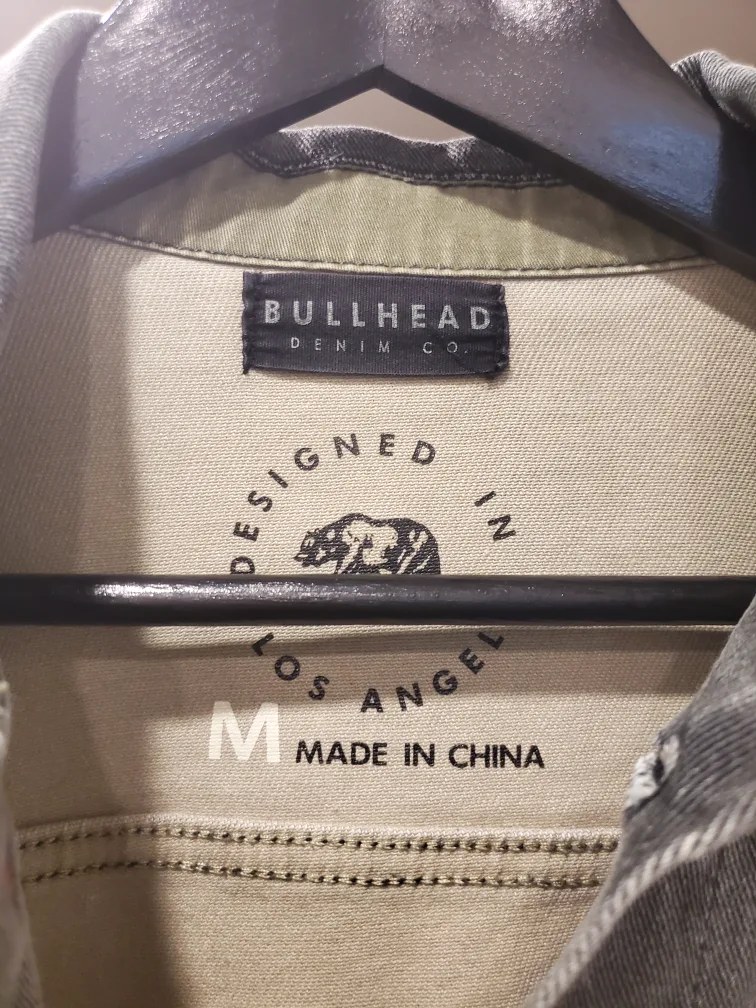 BULLHEAD
DENIM CO.
DESIGNED IN
LOS ANGEL
M
MADE IN CHINA